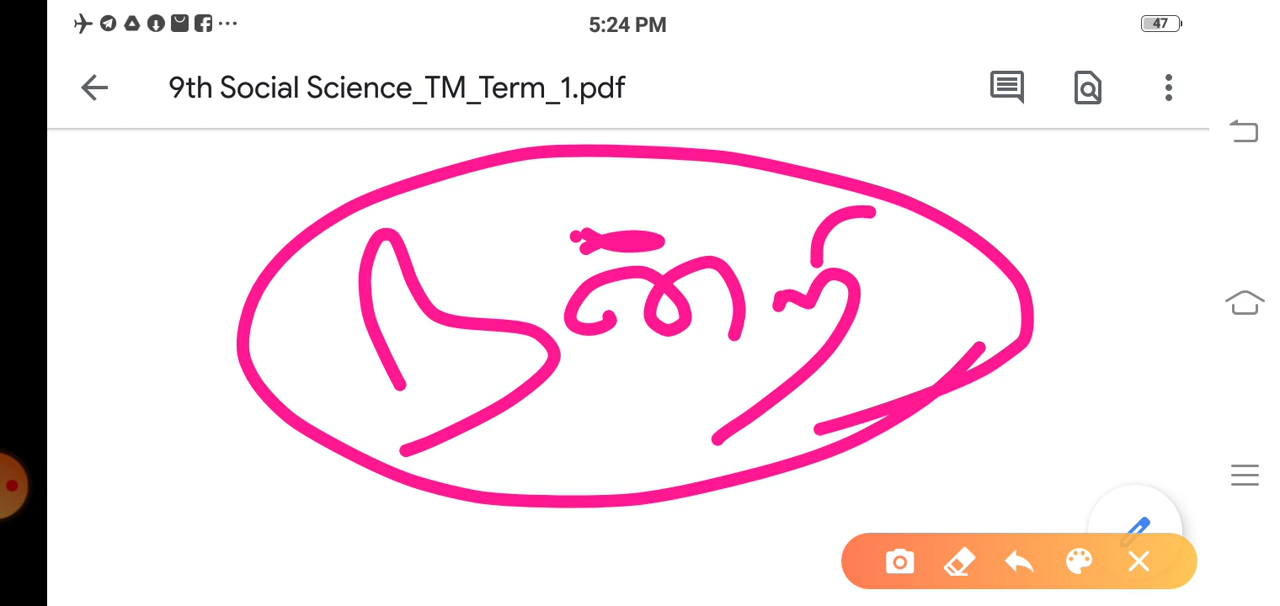 5:24 PM 47
9th Social Science_TM_Term_1.pdf
நன்றி